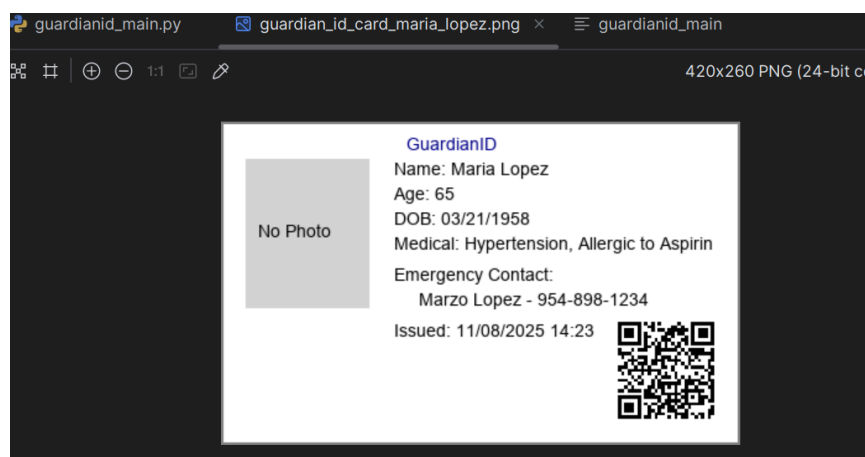 guardianid_main.py
guardian_id_card_maria_lopez.png
guardianid_main
1:1
420x260 PNG (24-bit co
GuardianID
Name: Maria Lopez
Age: 65
DOB: 03/21/1958
No Photo
Medical: Hypertension, Allergic to Aspirin
Emergency Contact:
Marzo Lopez - 954-898-1234
Issued: 11/08/2025 14:23